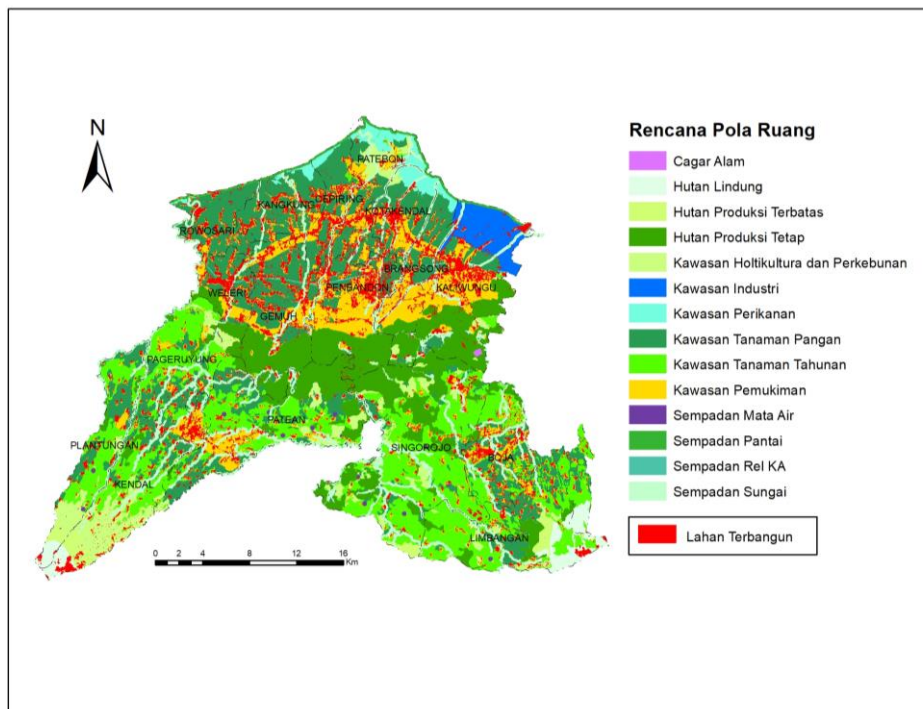 N
PATEBON
CEPIRING
KANGKUNG
KOTAKENDAL
ROWOSARI
BRANGSONG
WELERI
PENGANDON
KALIWUNGU
GEMUH
PAGERUYUNG
PATEAN
PLANTUNGAN
SINGOROJO
BOJA
KENDAL
LIMBANGAN
0 2 4 8 12 16
Km
Rencana Pola Ruang
Cagar Alam
Hutan Lindung
Hutan Produksi Terbatas
Hutan Produksi Tetap
Kawasan Holtikultura dan Perkebunan
Kawasan Industri
Kawasan Perikanan
Kawasan Tanaman Pangan
Kawasan Tanaman Tahunan
Kawasan Pemukiman
Sempadan Mata Air
Sempadan Pantai
Sempadan Rel KA
Sempadan Sungai
Lahan Terbangun